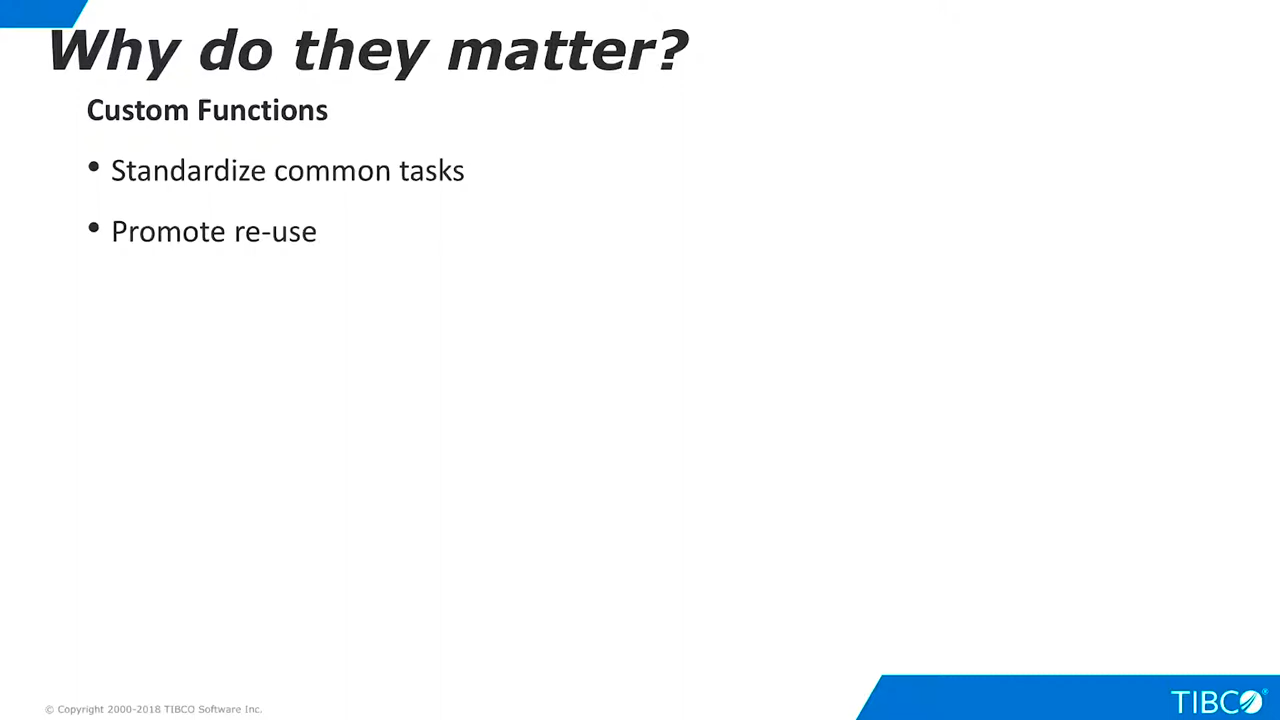 Why do they matter?
Custom Functions
• Standardize common tasks
• Promote re-use
© Copyright 2000-2018 TIBCO Software Inc.
TIBCO®